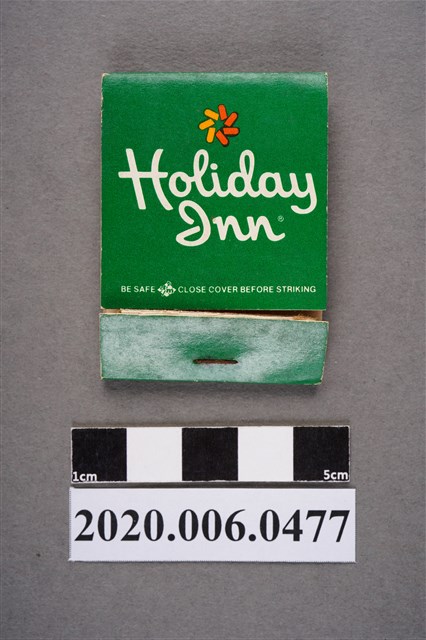 Holiday
Inn®
BE SAFE CLOSE COVER BEFORE STRIKING
1cm 5cm
2020.006.0477